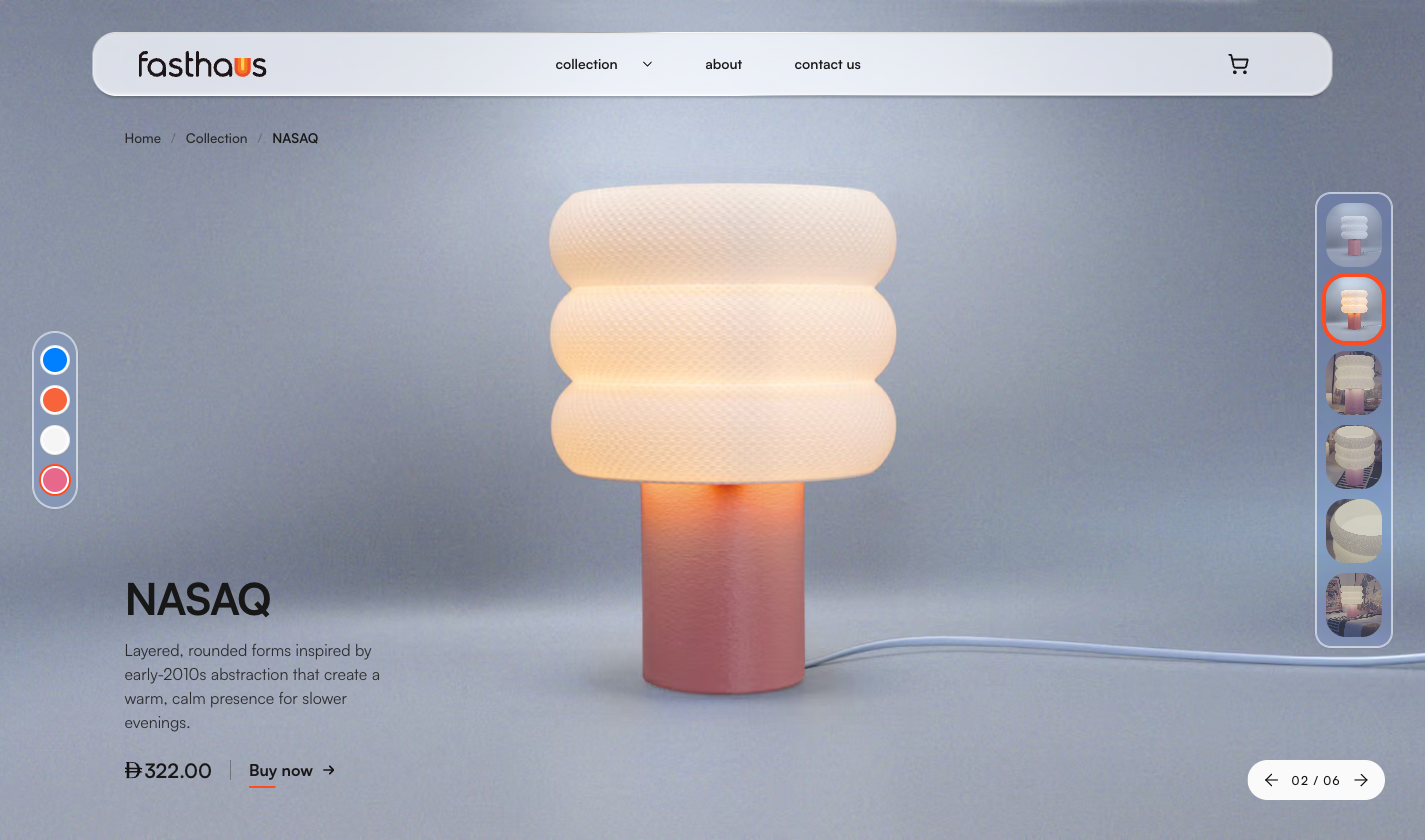 fasthaus
collection
about
contact us
Home / Collection / NASAQ
NASAQ
Layered, rounded forms inspired by
early-2010s abstraction that create a
warm, calm presence for slower
evenings.
322.00
Buy now →
← 02 / 06 →